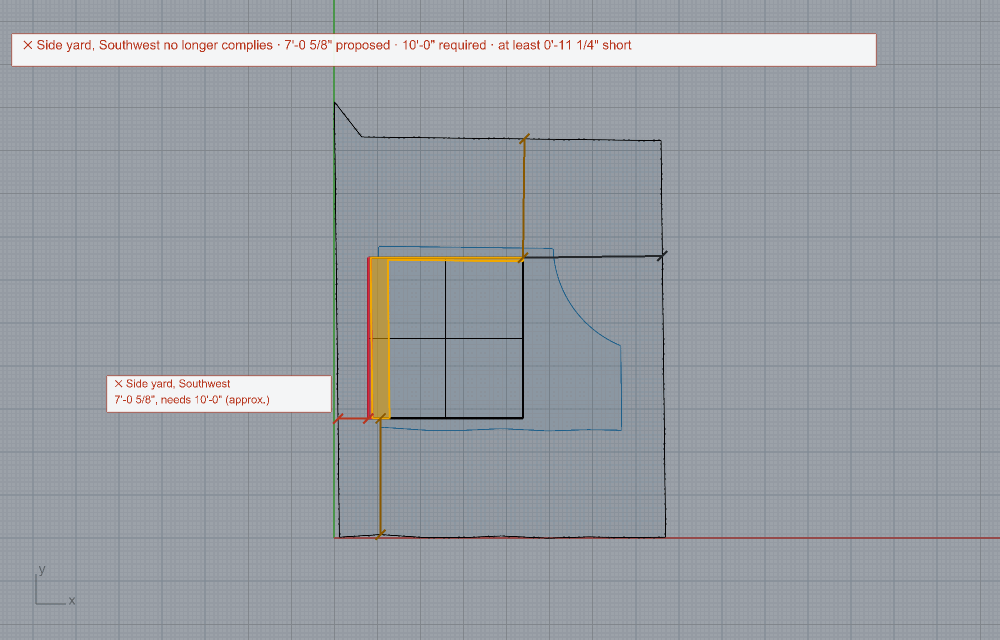 ✕ Side yard, Southwest no longer complies · 7'-0 5/8" proposed · 10'-0" required · at least 0'-11 1/4" short
✕ Side yard, Southwest
7'-0 5/8", needs 10'-0" (approx.)
y
x